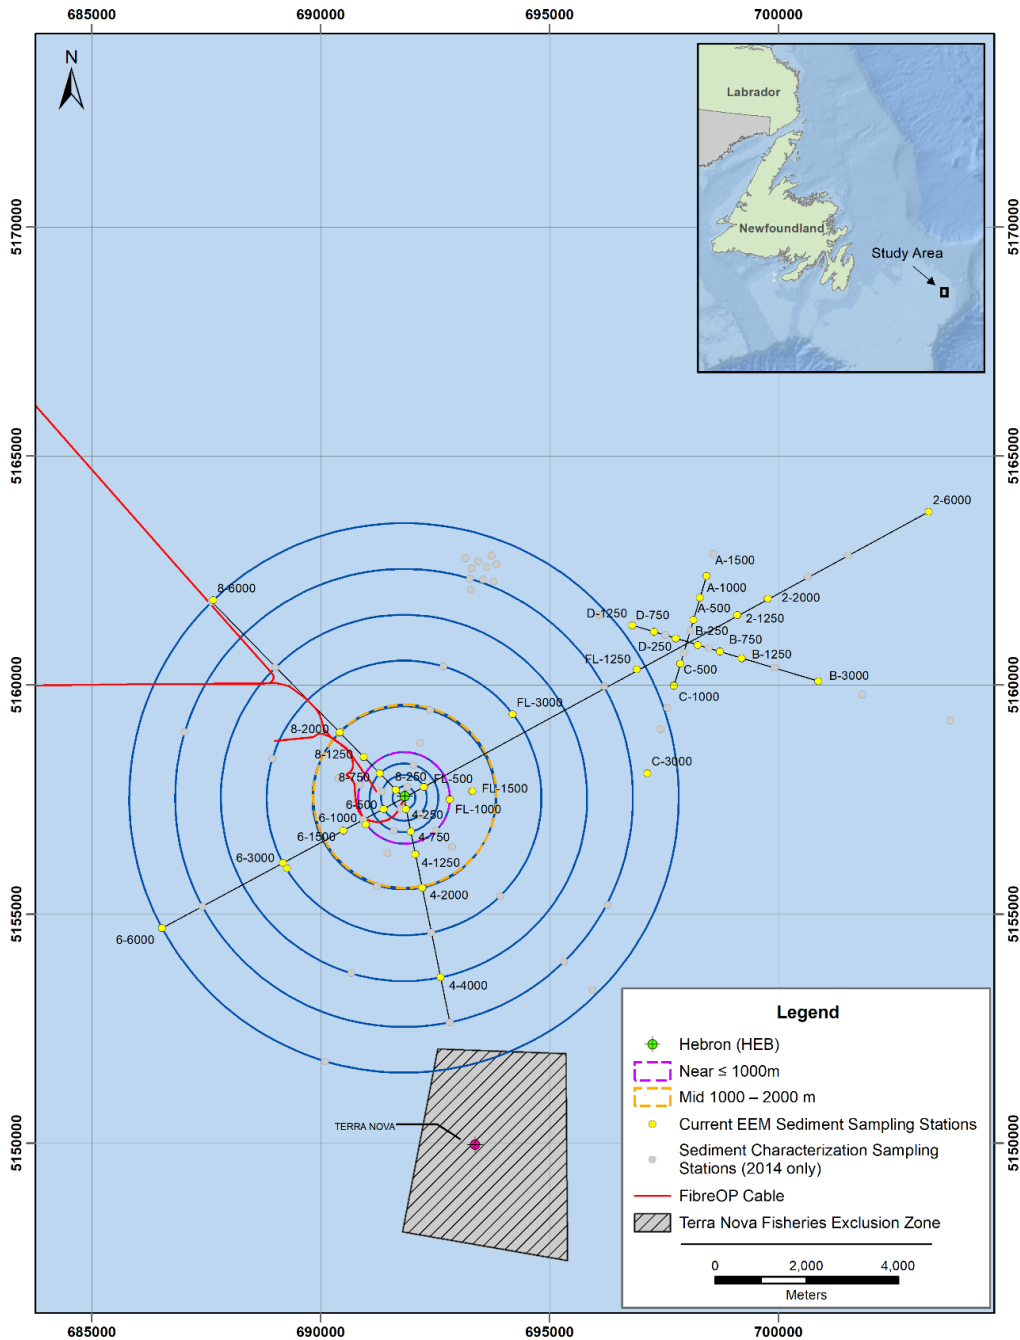 685000 690000 695000 700000
N
Labrador
Newfoundland
Study Area
5170000 5170000
5165000 5165000
2-6000
A-1500
8-6000
A-1000
2-2000
A-500
D-1250 D-750
2-1250
B-250
B-750
D-250
B-1250
FL-1250
C-500
B-3000
5160000 5160000
C-1000
FL-3000
8-2000
8-1250
C-3000
8-750 8-250 FL-500
FL-1500
6-500
FL-1000
6-1000 4-250
6-1500 4-750
6-3000 4-1250
4-2000
5155000 5155000
6-6000
4-4000
Legend
Hebron (HEB)
Near ≤ 1000m
Mid 1000 – 2000 m
Current EEM Sediment Sampling Stations
Sediment Characterization Sampling
Stations (2014 only)
FibreOP Cable
Terra Nova Fisheries Exclusion Zone
0 2,000 4,000
Meters
TERRA NOVA
5150000 5150000
685000 690000 695000 700000